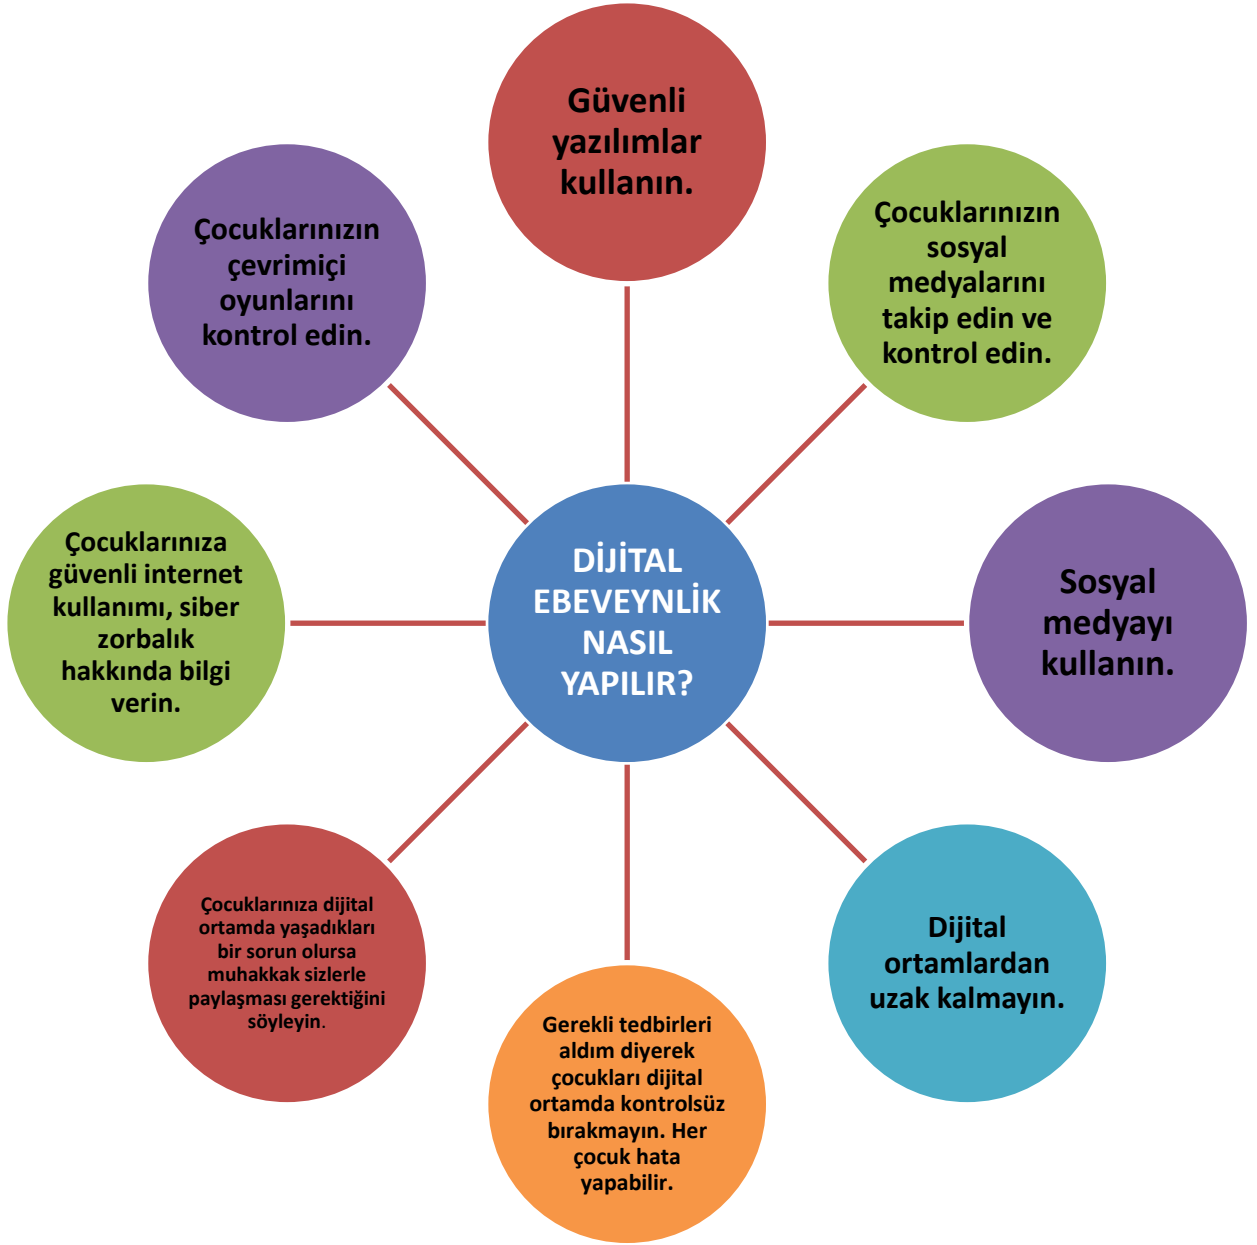 DİJİTAL
EBEVEYNLİK
NASIL
YAPILIR?
Güvenli
yazılımlar
kullanın.
Çocuklarınızın
sosyal
medyalarını
takip edin ve
kontrol edin.
Sosyal
medyayı
kullanın.
Dijital
ortamlardan
uzak kalmayın.
Gerekli tedbirleri
aldım diyerek
çocukları dijital
ortamda kontrolsüz
bırakmayın. Her
çocuk hata
yapabilir.
Çocuklarınıza dijital
ortamda yaşadıkları
bir sorun olursa
muhakkak sizlerle
paylaşması gerektiğini
söyleyin.
Çocuklarınıza
güvenli internet
kullanımı, siber
zorbalık
hakkında bilgi
verin.
Çocuklarınızın
çevrimiçi
oyunlarını
kontrol edin.